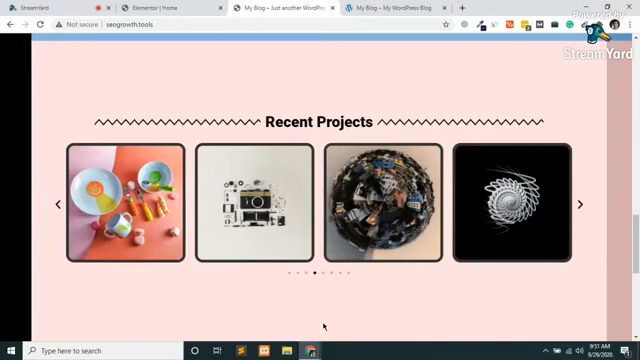 StreamYard
Elementor | Home
My Blog – Just another WordPr
My Blog – My WordPress Blog
Not secure | seogrowth.tools
Powered by
StreamYard
Recent Projects
Type here to search
9:51 AM
9/29/2020